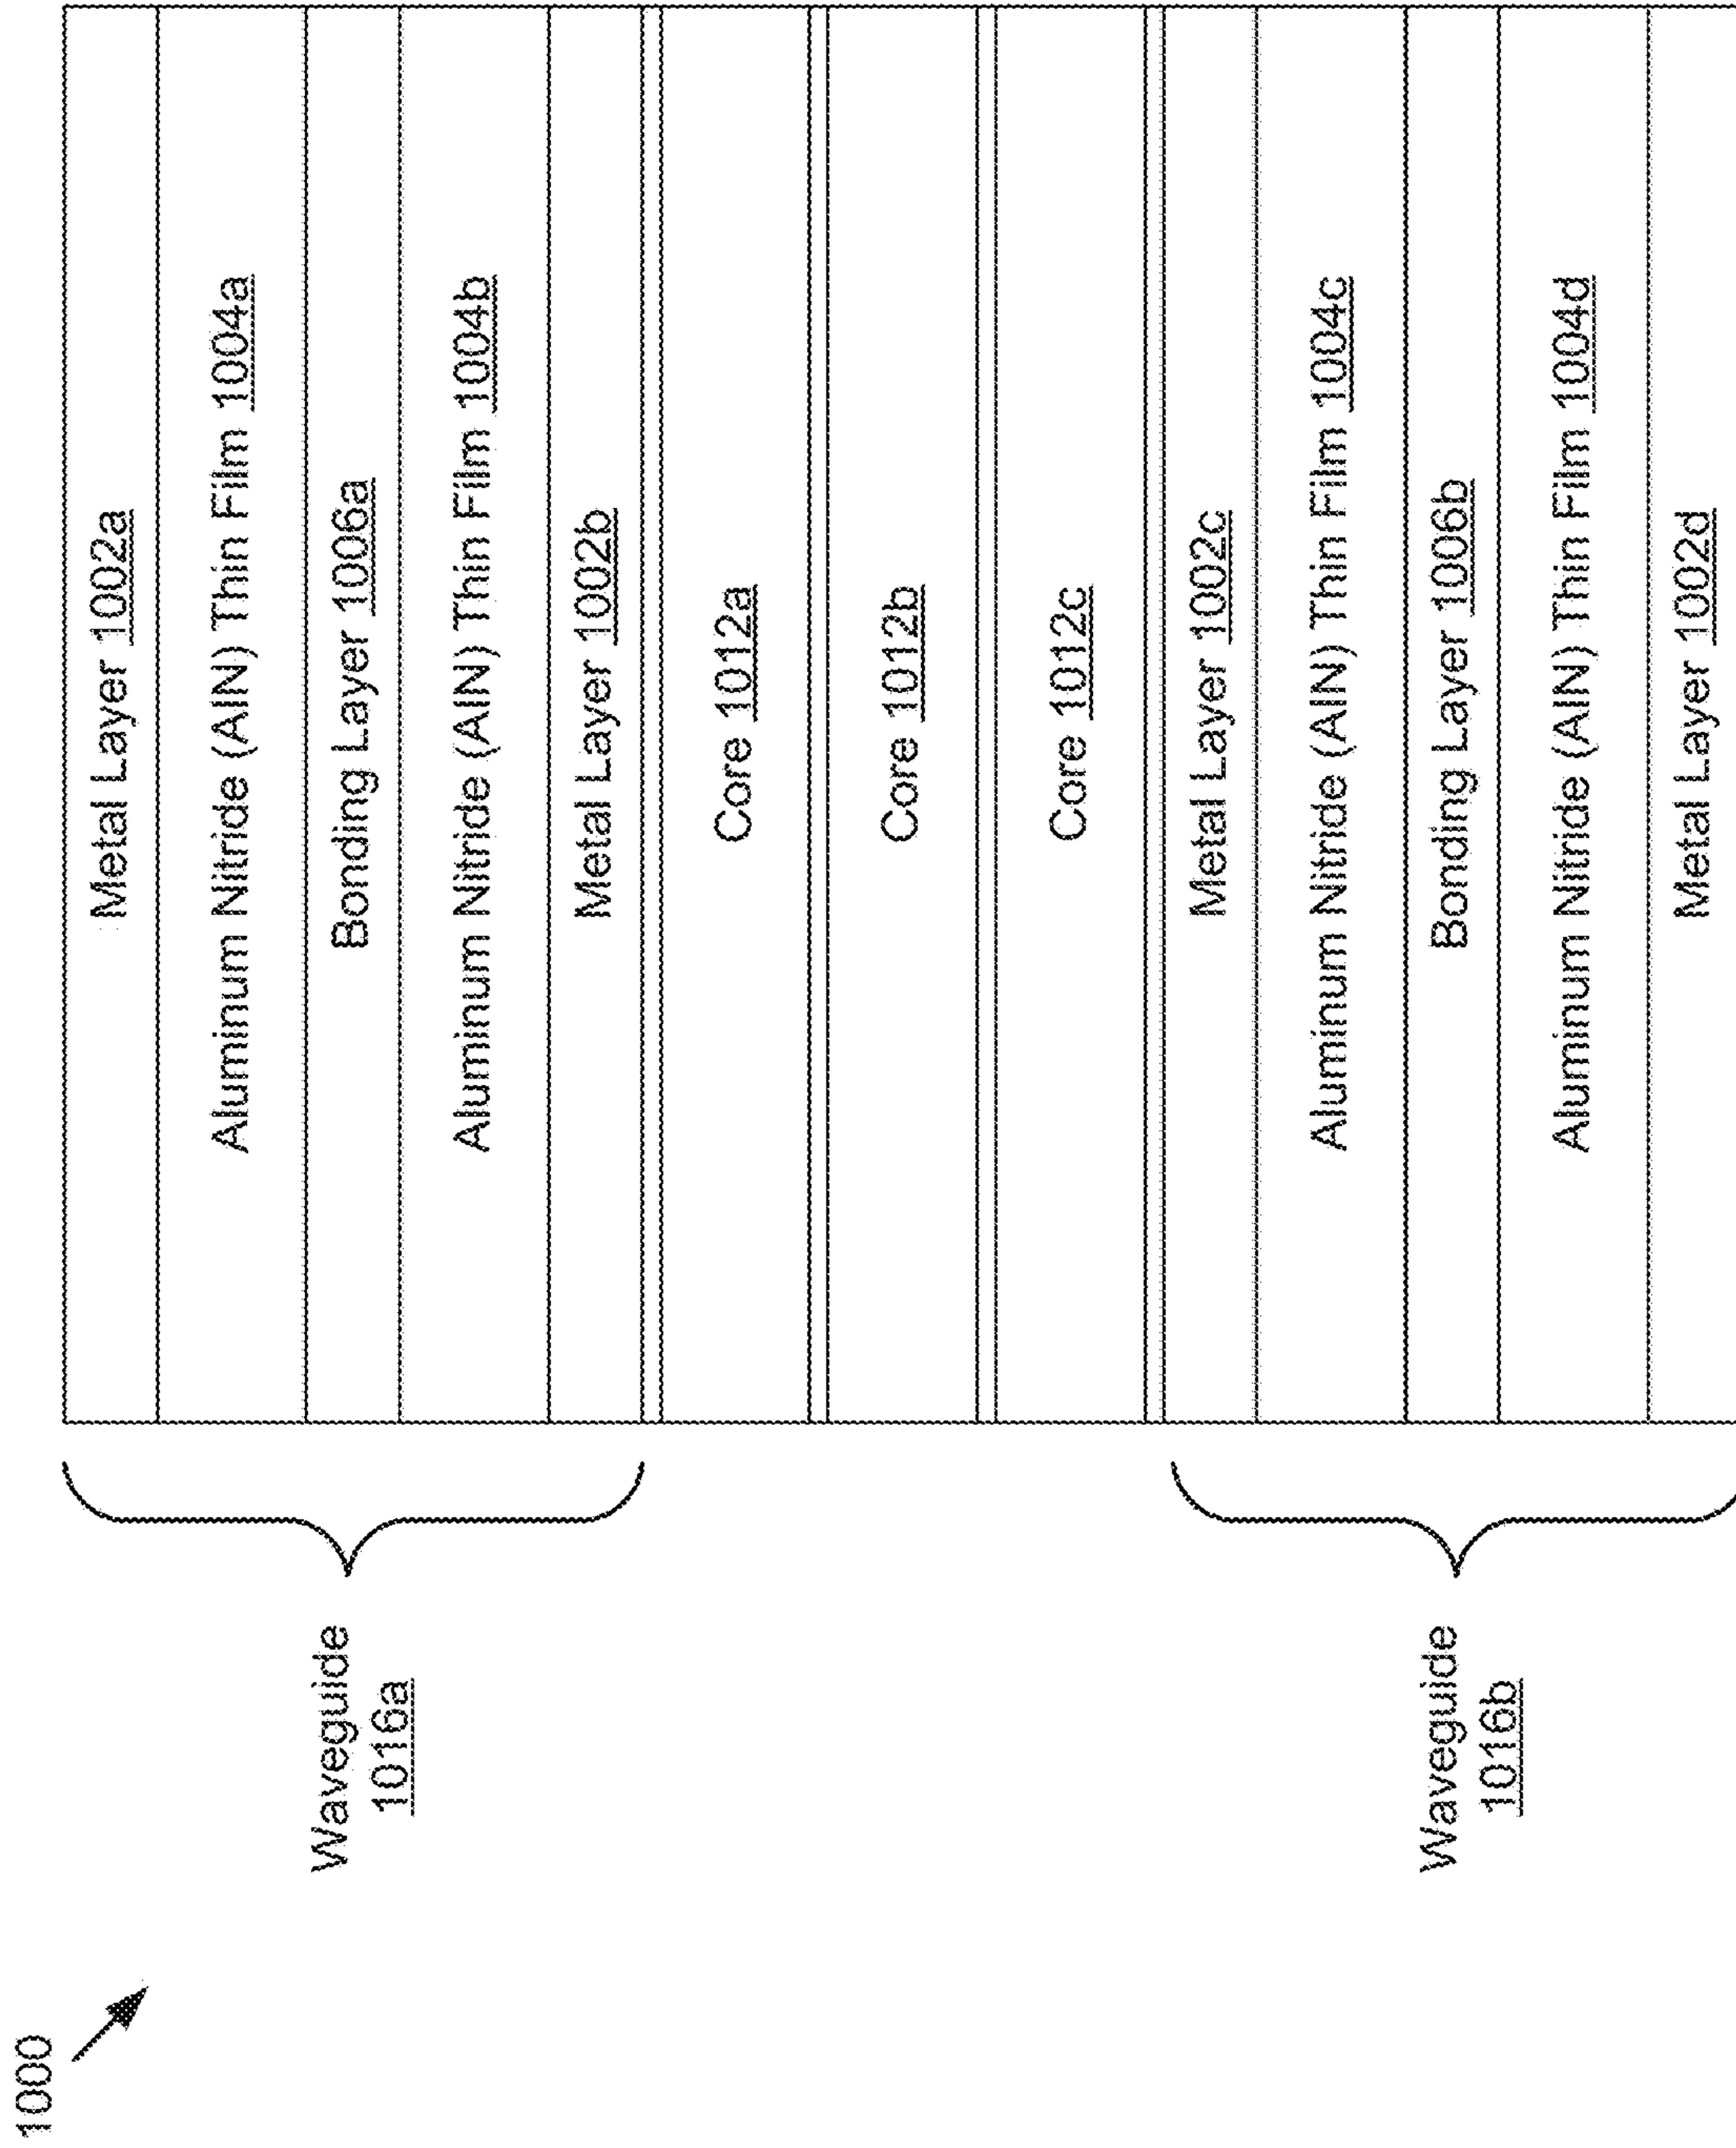 1000
Waveguide
1016a
Metal Layer 1002a
Aluminum Nitride (AlN) Thin Film 1004a
Bonding Layer 1006a
Aluminum Nitride (AlN) Thin Film 1004b
Metal Layer 1002b
Core 1012a
Core 1012b
Core 1012c
Waveguide
1016b
Metal Layer 1002c
Aluminum Nitride (AlN) Thin Film 1004c
Bonding Layer 1006b
Aluminum Nitride (AlN) Thin Film 1004d
Metal Layer 1002d